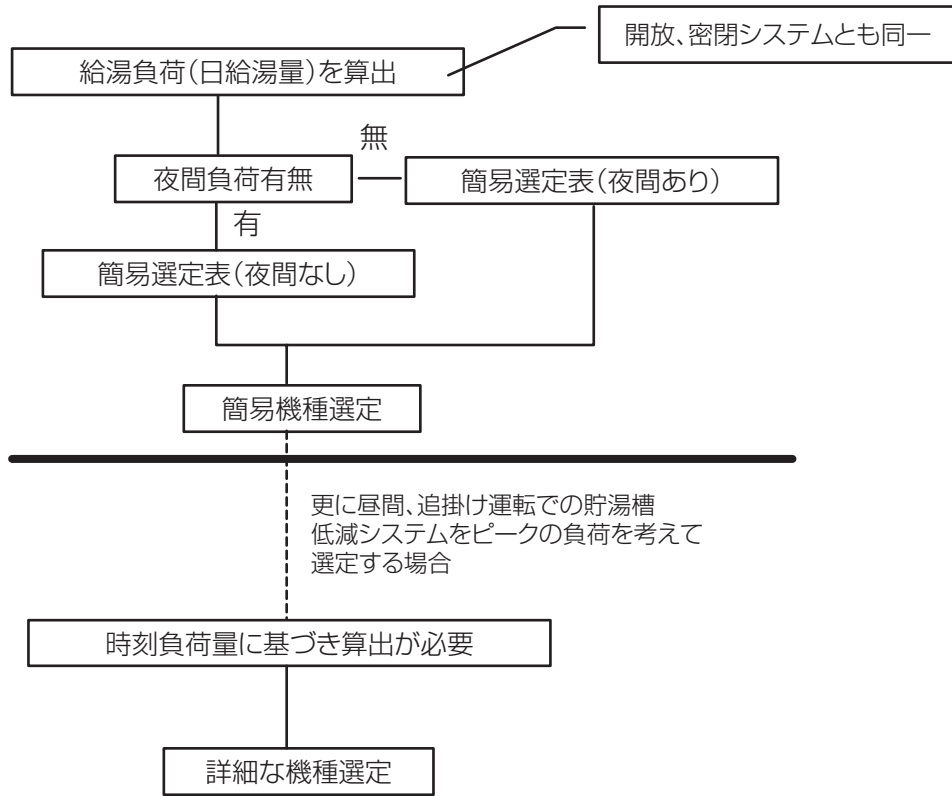 開放、密閉システムとも同一
給湯負荷（日給湯量）を算出
無
夜間負荷有無
簡易選定表（夜間あり）
有
簡易選定表（夜間なし）
簡易機種選定
更に昼間、追掛け運転での貯湯槽
低減システムをピークの負荷を考えて
選定する場合
時刻負荷量に基づき算出が必要
詳細な機種選定